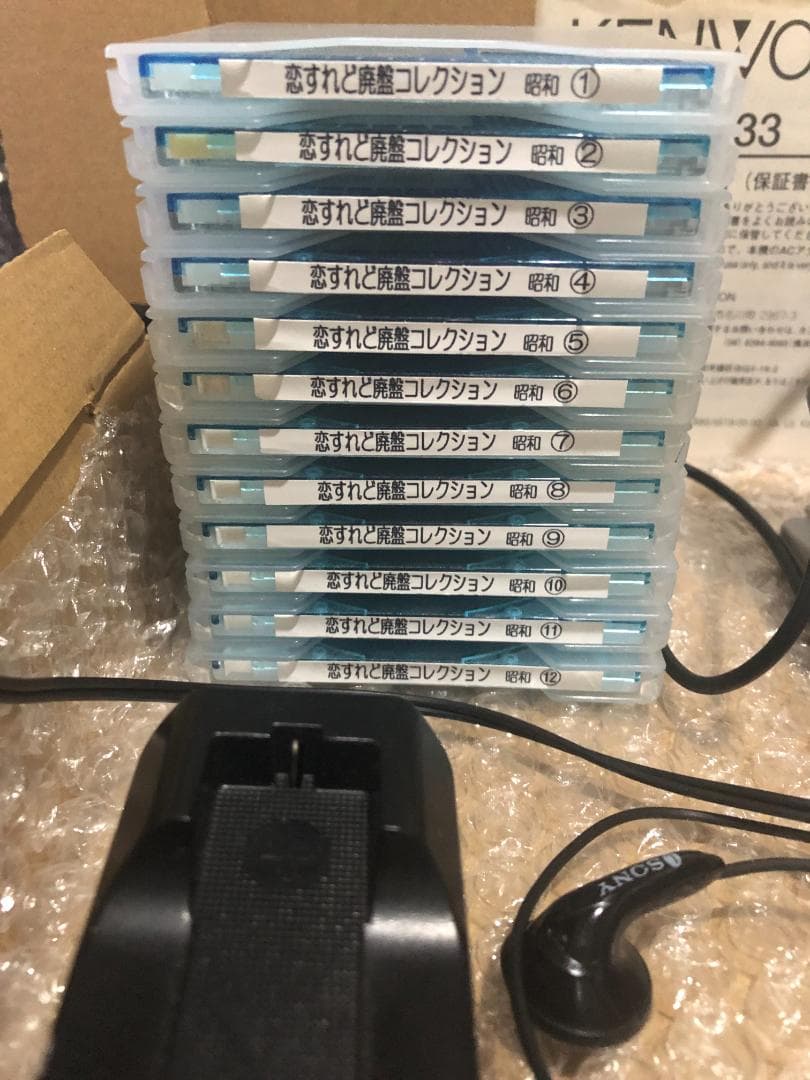 恋すれど廃盤コレクション 昭和 ①
恋すれど廃盤コレクション 昭和 ②
恋すれど廃盤コレクション 昭和 ③
恋すれど廃盤コレクション 昭和 ④
恋すれど廃盤コレクション 昭和 ⑤
恋すれど廃盤コレクション 昭和 ⑥
恋すれど廃盤コレクション 昭和 ⑦
恋すれど廃盤コレクション 昭和 ⑧
恋すれど廃盤コレクション 昭和 ⑨
恋すれど廃盤コレクション 昭和 ⑩
恋すれど廃盤コレクション 昭和 ⑪
恋すれど廃盤コレクション 昭和 ⑫
KENWO
33
(保証書
SONY